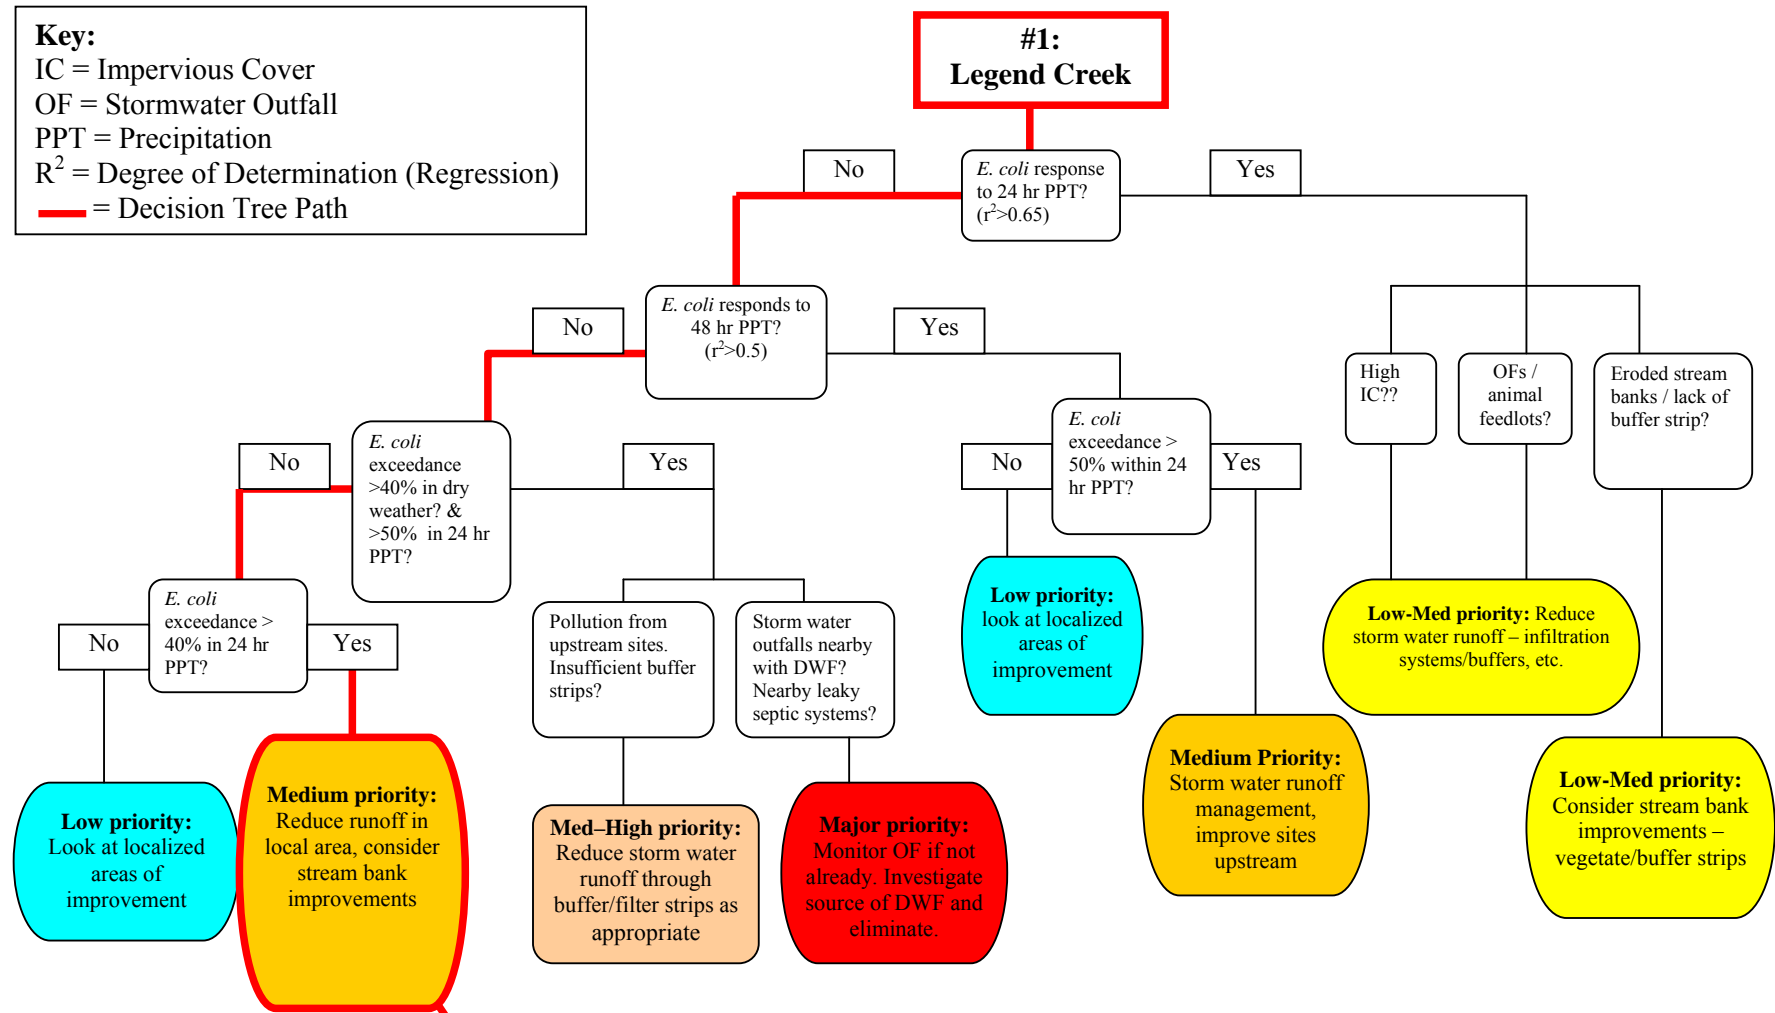 Key:
IC = Impervious Cover
OF = Stormwater Outfall
PPT = Precipitation
R² = Degree of Determination (Regression)
= Decision Tree Path
#1:
Legend Creek
No
E. coli response
to 24 hr PPT?
(r²>0.65)
Yes
No
E. coli responds to
48 hr PPT?
(r²>0.5)
Yes
High
IC??
OFs /
animal
feedlots?
Eroded stream
banks / lack of
buffer strip?
No
E. coli
exceedance
>40% in dry
weather? &
>50% in 24 hr
PPT?
Yes
No
E. coli
exceedance >
50% within 24
hr PPT?
Yes
No
E. coli
exceedance >
40% in 24 hr
PPT?
Yes
Pollution from
upstream sites.
Insufficient buffer
strips?
Storm water
outfalls nearby
with DWF?
Nearby leaky
septic systems?
Low priority:
look at localized
areas of
improvement
Low-Med priority: Reduce
storm water runoff – infiltration
systems/buffers, etc.
Low priority:
Look at localized
areas of
improvement
Medium priority:
Reduce runoff in
local area, consider
stream bank
improvements
Med–High priority:
Reduce storm water
runoff through
buffer/filter strips as
appropriate
Major priority:
Monitor OF if not
already. Investigate
source of DWF and
eliminate.
Medium Priority:
Storm water runoff
management,
improve sites
upstream
Low-Med priority:
Consider stream bank
improvements –
vegetate/buffer strips